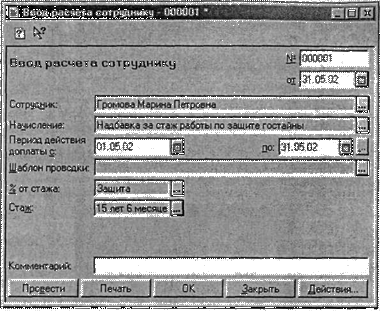 Ввод расчета сотруднику - 000001 *
Ввод расчета сотруднику
№ 000001
от 31.05.02
Сотрудник: Громова Марина Петровна
Начисление: Надбавка за стаж работы по защите гостайны
Период действия
доплаты с: 01.05.02 по: 31.05.02
Шаблон проводки:
% от стажа: Защита
Стаж: 15 лет 6 месяце
Комментарий:
Провести Печать OK Закрыть Действия...